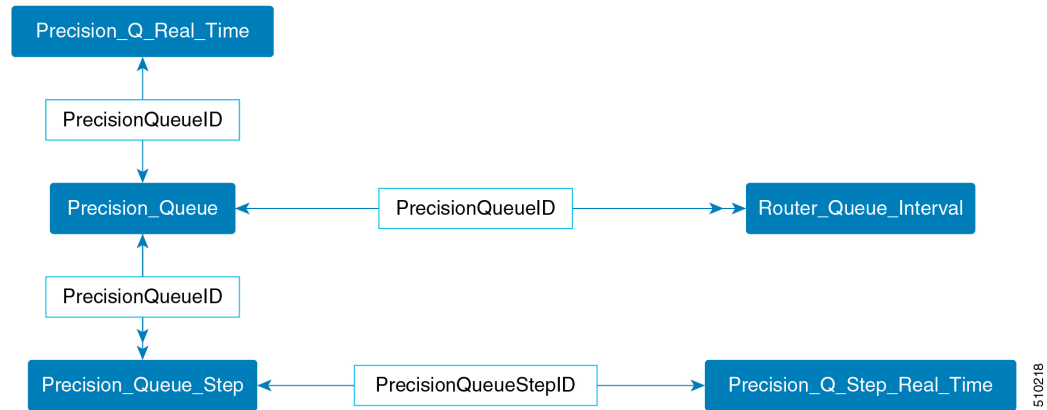 Precision_Q_Real_Time
PrecisionQueueID
Precision_Queue
PrecisionQueueID
Router_Queue_Interval
PrecisionQueueID
Precision_Queue_Step
PrecisionQueueStepID
Precision_Q_Step_Real_Time
510218